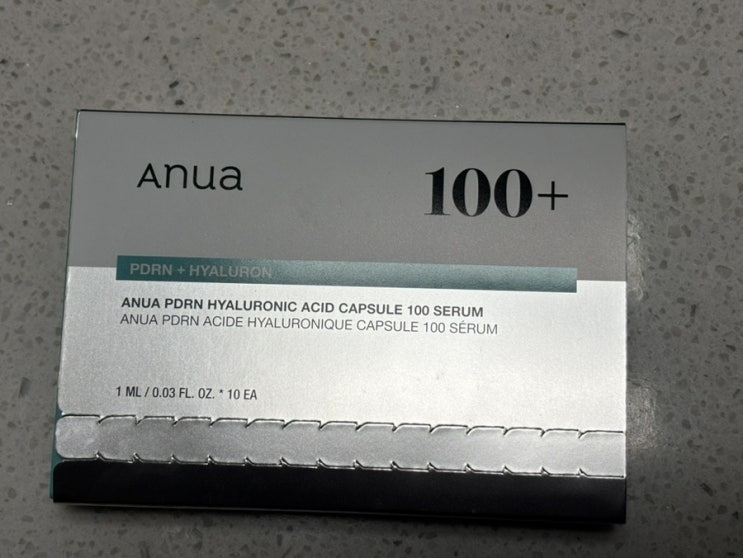 Anua
100+
PDRN + HYALURON
ANUA PDRN HYALURONIC ACID CAPSULE 100 SERUM
ANUA PDRN ACIDE HYALURONIQUE CAPSULE 100 SÉRUM
1 ML / 0.03 FL. OZ. * 10 EA